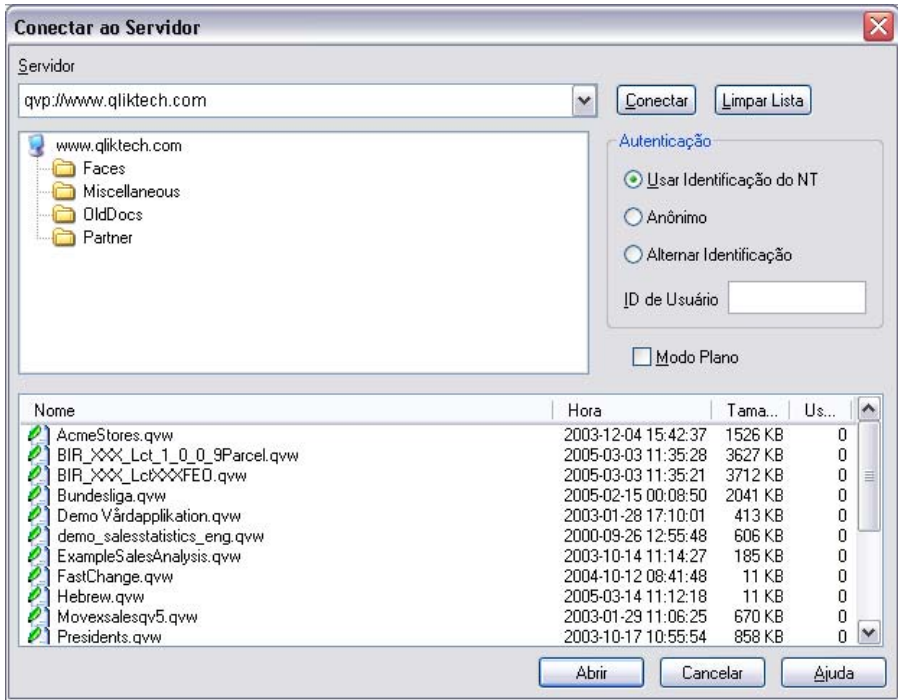 Conectar ao Servidor
Servidor
qvp://www.qliktech.com
Conectar
Limpar Lista
www.qliktech.com
Faces
Miscellaneous
OldDocs
Partner
Autenticação
Usar Identificação do NT
Anônimo
Alternar Identificação
ID de Usuário
Modo Plano
Nome Hora Tama... Us...
AcmeStores.qvw 2003-12-04 15:42:37 1526 KB 0
BIR_XXX_Lct_1_0_0_9Parcel.qvw 2005-03-03 11:35:28 3627 KB 0
BIR_XXX_LctXXXFEO.qvw 2005-03-03 11:35:21 3712 KB 0
Bundesliga.qvw 2005-02-15 00:08:50 2041 KB 0
Demo Vårdapplikation.qvw 2003-01-28 17:10:01 413 KB 0
demo_salesstatistics_eng.qvw 2000-09-26 12:55:48 606 KB 0
ExampleSalesAnalysis.qvw 2003-10-14 11:14:27 185 KB 0
FastChange.qvw 2004-10-12 08:41:48 11 KB 0
Hebrew.qvw 2005-03-14 11:12:18 11 KB 0
Movexsalesqv5.qvw 2003-01-29 11:06:25 670 KB 0
Presidents.qvw 2003-10-17 10:55:54 858 KB 0
Abrir
Cancelar
Ajuda